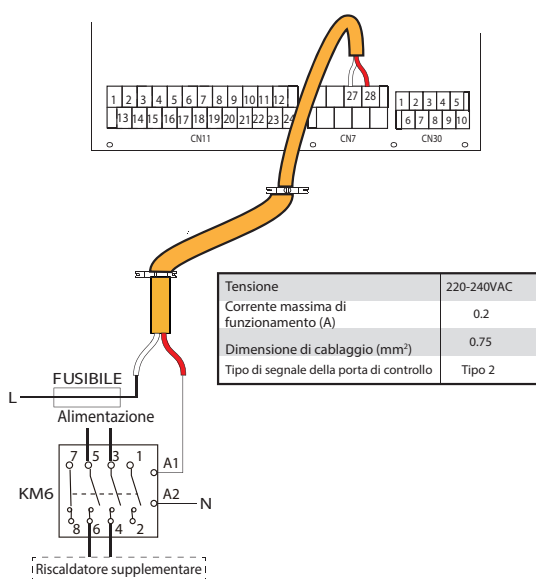 27 28
1 2 3 4 5 6 7 8 9 10 11 12
1 2 3 4 5
13 14 15 16 17 18 19 20 21 22 23 24
6 7 8 9 10
CN11
CN7
CN30
Tensione 220-240VAC
Corrente massima di
funzionamento (A) 0.2
Dimensione di cablaggio (mm²) 0.75
Tipo di segnale della porta di controllo Tipo 2
FUSIBILE
L
Alimentazione
7 5 3 1
A1
KM6
A2
N
8 6 4 2
Riscaldatore supplementare